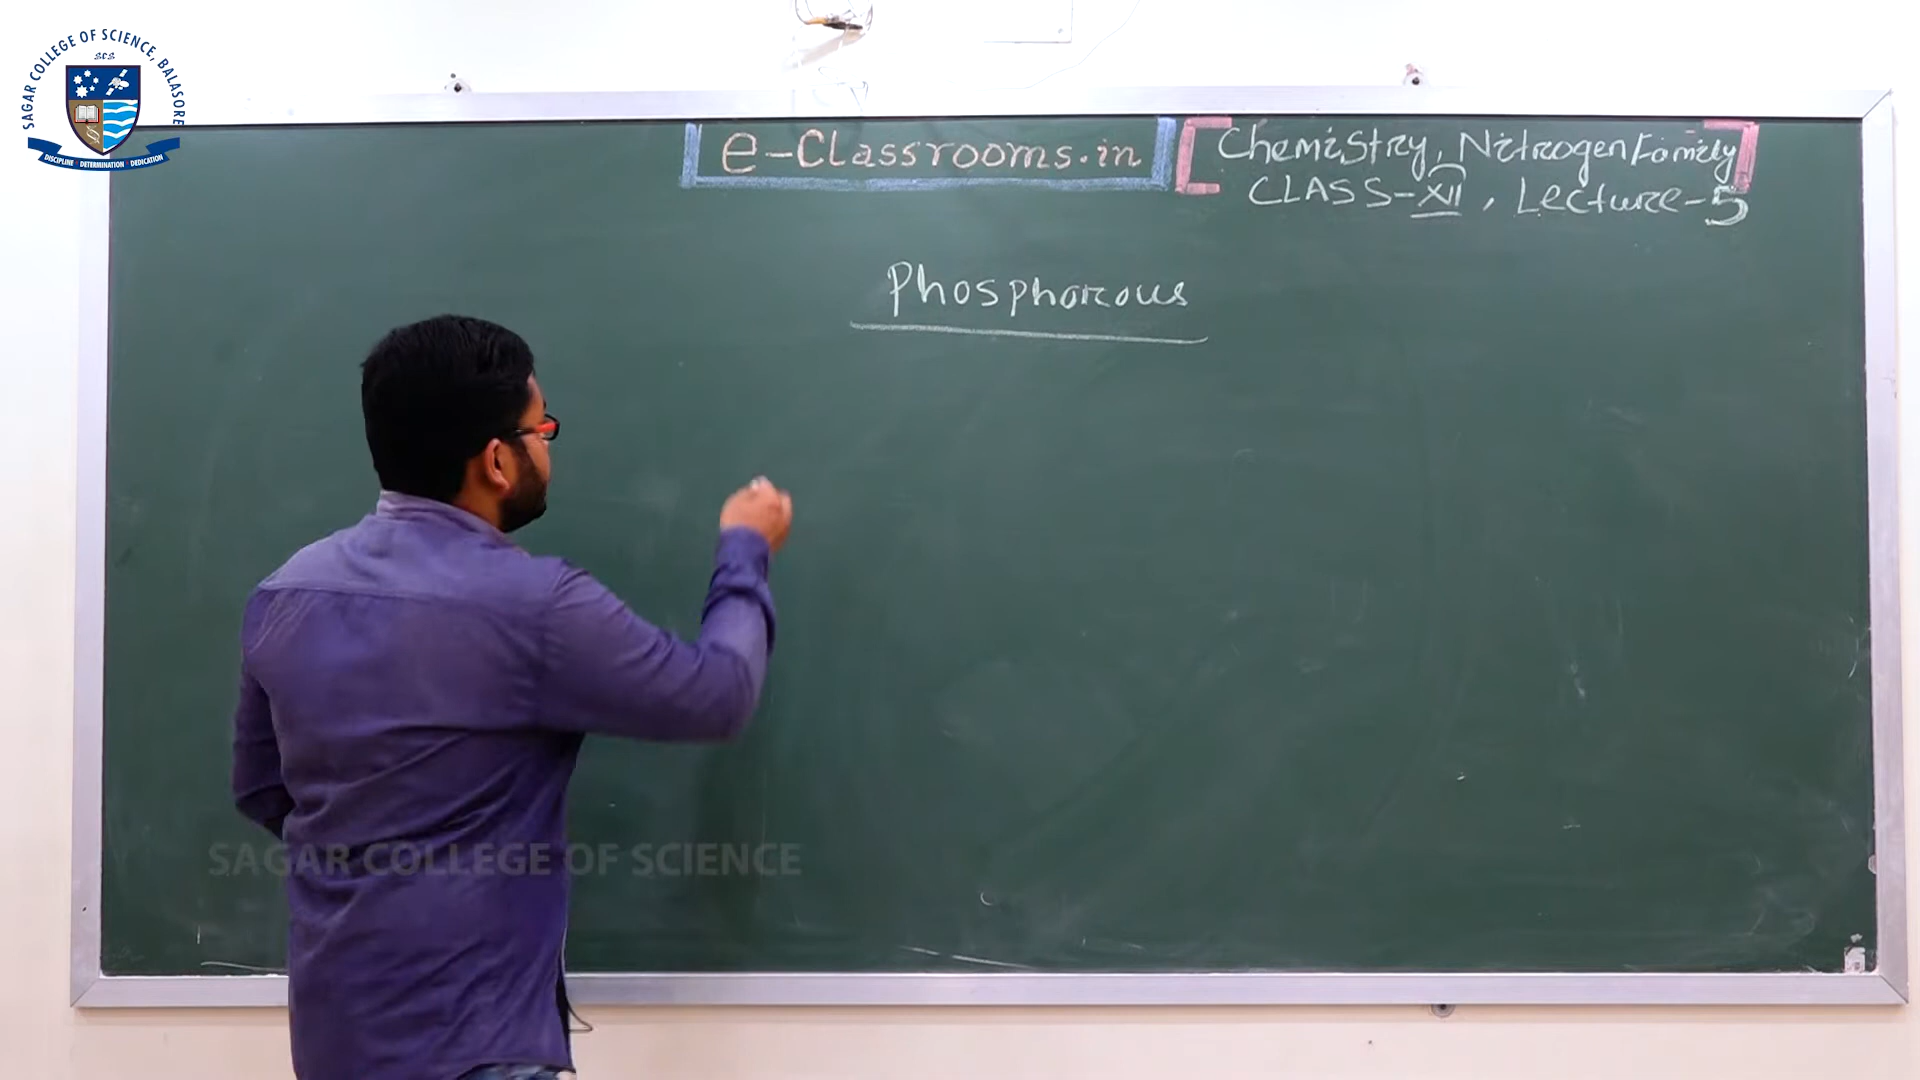 SAGAR COLLEGE OF SCIENCE, BALASORE
SCS
DISCIPLINE DETERMINATION DEDICATION
e-Classrooms.in
Chemistry, Nitrogen Family
CLASS-XII, Lecture-5
Phosphorous
SAGAR COLLEGE OF SCIENCE